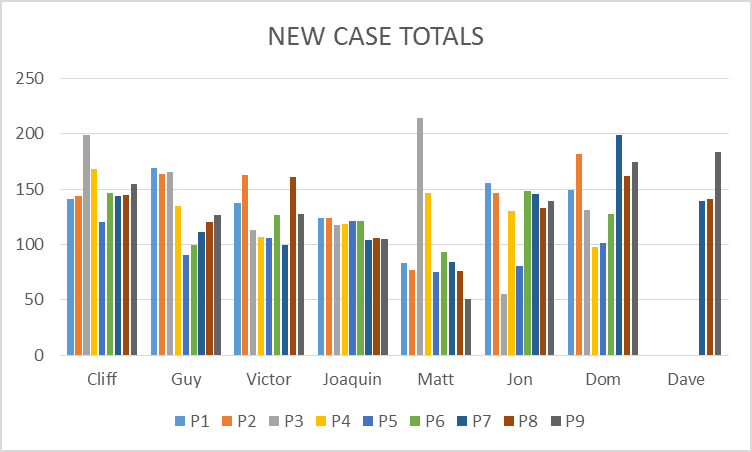 NEW CASE TOTALS
250
200
150
100
50
0
Cliff Guy Victor Joaquin Matt Jon Dom Dave
P1 P2 P3 P4 P5 P6 P7 P8 P9